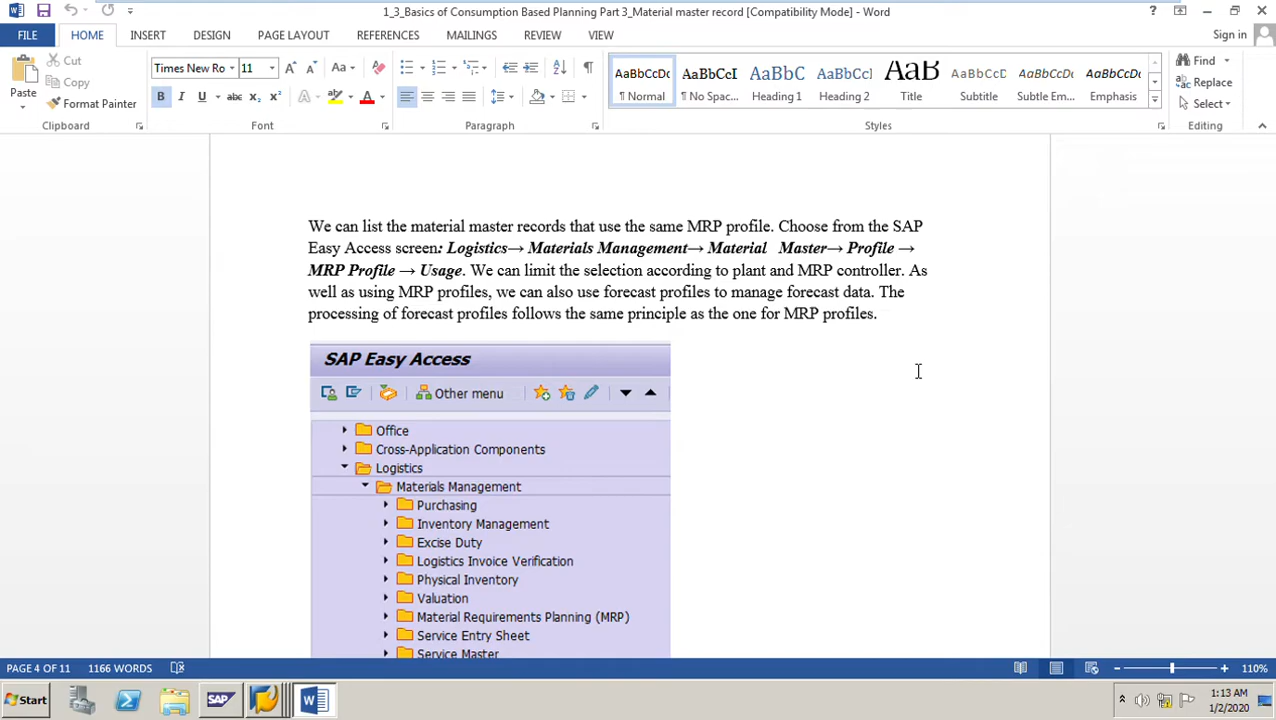 1_3_Basics of Consumption Based Planning Part 3_Material master record [Compatibility Mode] - Word
?
Sign in
FILE HOME INSERT DESIGN PAGE LAYOUT REFERENCES MAILINGS REVIEW VIEW
Paste
Cut
Copy
Format Painter
Clipboard
Times New Ro 11
Aa
B I U abc x₂ x² A A
Font
Paragraph
AaBbCcDc AaBbCcI AaBbC AaBbCc AaB AaBbCcD AaBbCcDt AaBbCcDt
¶ Normal ¶ No Spac... Heading 1 Heading 2 Title Subtitle Subtle Em... Emphasis
Styles
Find
Replace
Select
Editing
We can list the material master records that use the same MRP profile. Choose from the SAP
Easy Access screen: Logistics→ Materials Management→ Material Master→ Profile →
MRP Profile → Usage. We can limit the selection according to plant and MRP controller. As
well as using MRP profiles, we can also use forecast profiles to manage forecast data. The
processing of forecast profiles follows the same principle as the one for MRP profiles.
SAP Easy Access
Other menu
Office
Cross-Application Components
Logistics
Materials Management
Purchasing
Inventory Management
Excise Duty
Logistics Invoice Verification
Physical Inventory
Valuation
Material Requirements Planning (MRP)
Service Entry Sheet
Service Master
PAGE 4 OF 11 1166 WORDS
110%
Start
SAP
1:13 AM
1/2/2020